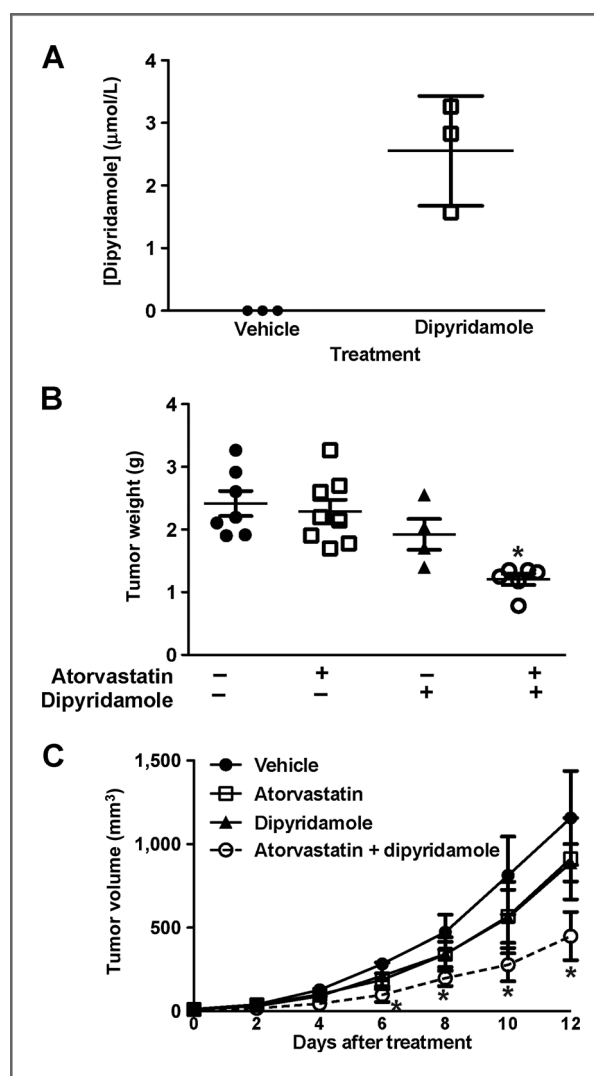 A
[Dipyridamole] (μmol/L)
4
3
2
1
0
Vehicle
Dipyridamole
Treatment
B
Tumor weight (g)
4
3
2
1
0
*
Atorvastatin – + – +
Dipyridamole – – + +
C
Tumor volume (mm³)
1,500
1,000
500
0
Vehicle
Atorvastatin
Dipyridamole
Atorvastatin + dipyridamole
* * * *
0 2 4 6 8 10 12
Days after treatment